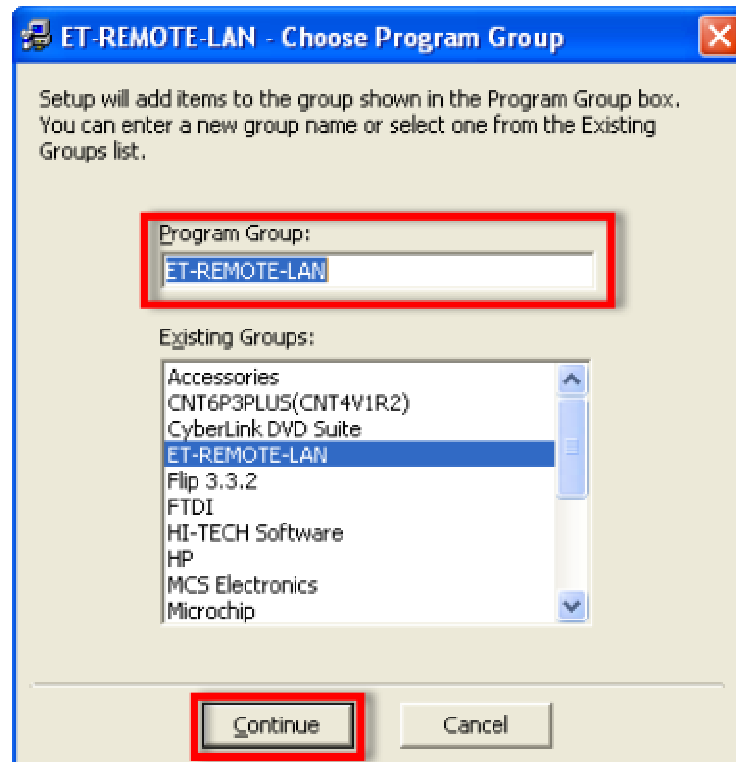 ET-REMOTE-LAN - Choose Program Group
Setup will add items to the group shown in the Program Group box.
You can enter a new group name or select one from the Existing
Groups list.
Program Group:
ET-REMOTE-LAN
Existing Groups:
Accessories
CNT6P3PLUS(CNT4V1R2)
CyberLink DVD Suite
ET-REMOTE-LAN
Flip 3.3.2
FTDI
HI-TECH Software
HP
MCS Electronics
Microchip
Continue Cancel